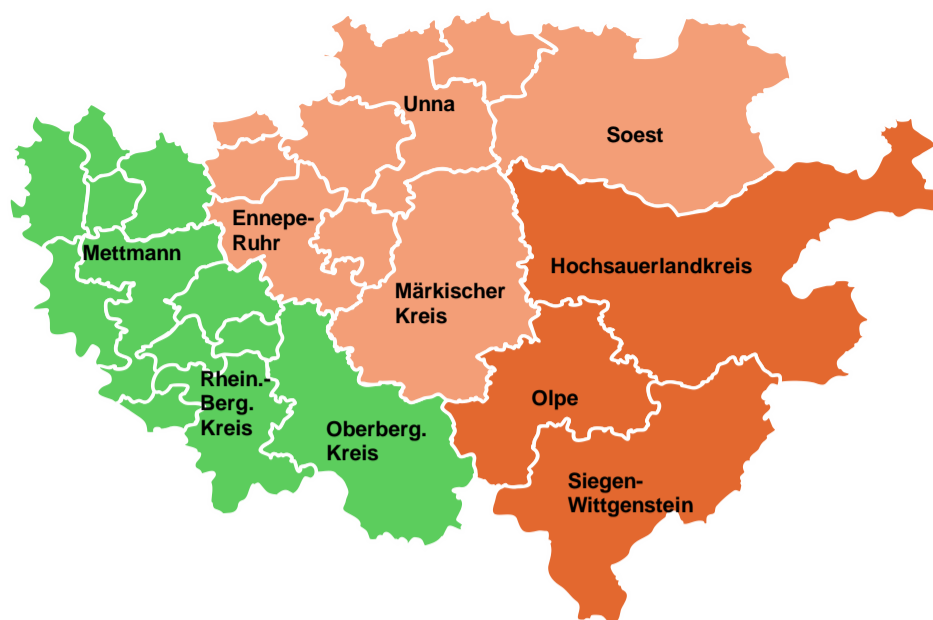 Unna
Soest
Ennepe-
Ruhr
Mettmann
Hochsauerlandkreis
Märkischer
Kreis
Rhein.-
Berg.
Kreis
Olpe
Oberberg.
Kreis
Siegen-
Wittgenstein